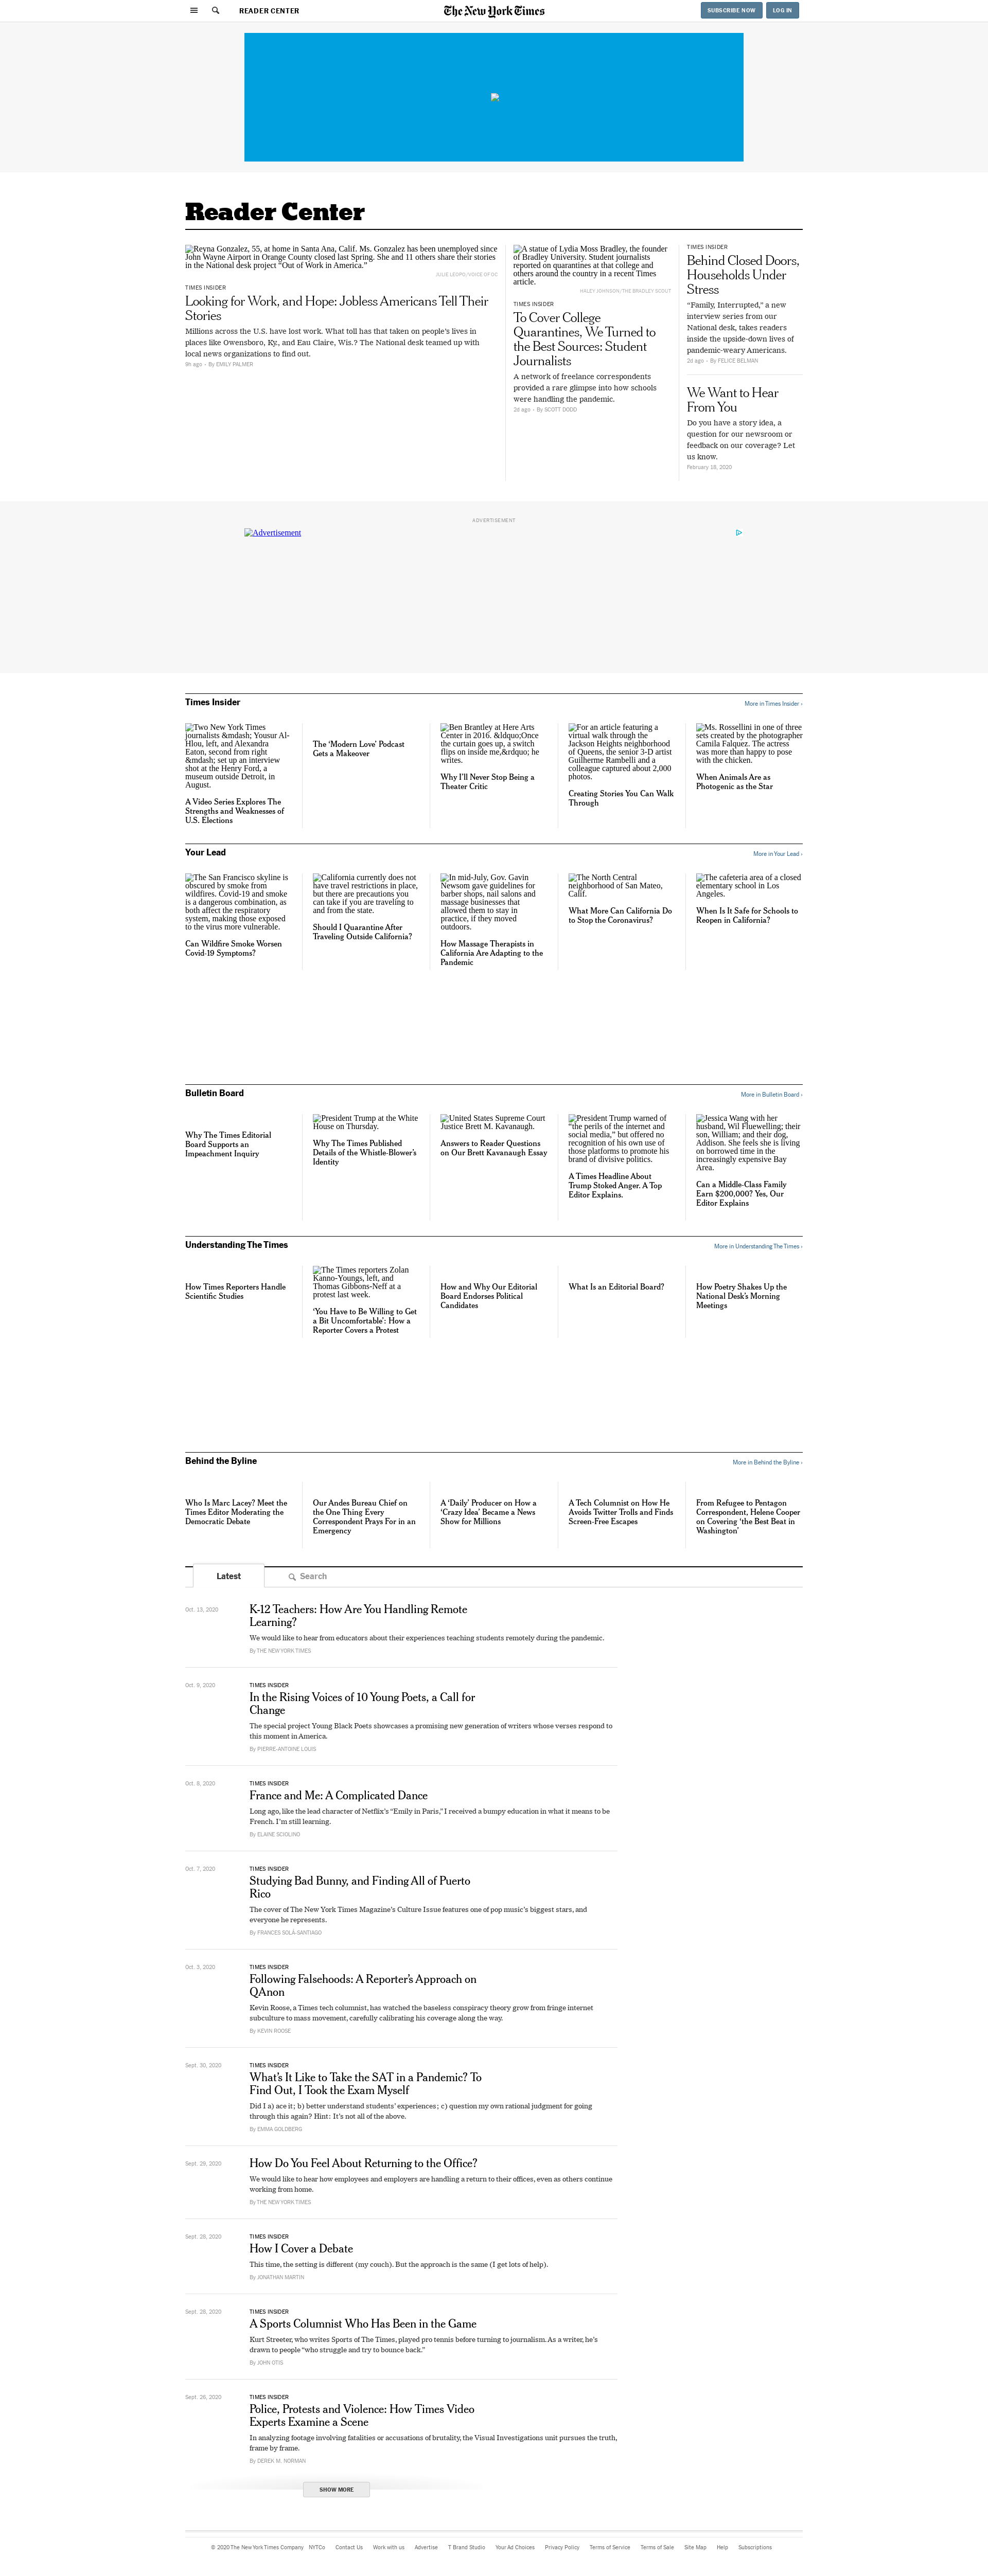 READER CENTER
The New York Times
SUBSCRIBE NOW
LOG IN
Reader Center
Reyna Gonzalez, 55, at home in Santa Ana, Calif. Ms. Gonzalez has been unemployed since
John Wayne Airport in Orange County closed last Spring. She and 11 others share their stories
in the National desk project “Out of Work in America.”
JULIE LEOPO/VOICE OF OC
TIMES INSIDER
Looking for Work, and Hope: Jobless Americans Tell Their
Stories
Millions across the U.S. have lost work. What toll has that taken on people’s lives in
places like Owensboro, Ky., and Eau Claire, Wis.? The National desk teamed up with
local news organizations to find out.
9h ago - By EMILY PALMER
A statue of Lydia Moss Bradley, the founder
of Bradley University. Student journalists
reported on quarantines at that college and
others around the country in a recent Times
article.
HALEY JOHNSON/THE BRADLEY SCOUT
TIMES INSIDER
To Cover College
Quarantines, We Turned to
the Best Sources: Student
Journalists
A network of freelance correspondents
provided a rare glimpse into how schools
were handling the pandemic.
2d ago - By SCOTT DODD
TIMES INSIDER
Behind Closed Doors,
Households Under
Stress
“Family, Interrupted,” a new
interview series from our
National desk, takes readers
inside the upside-down lives of
pandemic-weary Americans.
2d ago - By FELICE BELMAN
We Want to Hear
From You
Do you have a story idea, a
question for our newsroom or
feedback on our coverage? Let
us know.
February 18, 2020
ADVERTISEMENT
Advertisement
Times Insider
More in Times Insider ›
Two New York Times
journalists &mdash; Yousur Al-
Hlou, left, and Alexandra
Eaton, second from right
&mdash; set up an interview
shot at the Henry Ford, a
museum outside Detroit, in
August.
A Video Series Explores The
Strengths and Weaknesses of
U.S. Elections
The ‘Modern Love’ Podcast
Gets a Makeover
Ben Brantley at Here Arts
Center in 2016. &ldquo;Once
the curtain goes up, a switch
flips on inside me,&rdquo; he
writes.
Why I’ll Never Stop Being a
Theater Critic
For an article featuring a
virtual walk through the
Jackson Heights neighborhood
of Queens, the senior 3-D artist
Guilherme Rambelli and a
colleague captured about 2,000
photos.
Creating Stories You Can Walk
Through
Ms. Rossellini in one of three
sets created by the photographer
Camila Falquez. The actress
was more than happy to pose
with the chicken.
When Animals Are as
Photogenic as the Star
Your Lead
More in Your Lead ›
The San Francisco skyline is
obscured by smoke from
wildfires. Covid-19 and smoke
is a dangerous combination, as
both affect the respiratory
system, making those exposed
to the virus more vulnerable.
Can Wildfire Smoke Worsen
Covid-19 Symptoms?
California currently does not
have travel restrictions in place,
but there are precautions you
can take if you are traveling to
and from the state.
Should I Quarantine After
Traveling Outside California?
In mid-July, Gov. Gavin
Newsom gave guidelines for
barber shops, nail salons and
massage businesses that
allowed them to stay in
practice, if they moved
outdoors.
How Massage Therapists in
California Are Adapting to the
Pandemic
The North Central
neighborhood of San Mateo,
Calif.
What More Can California Do
to Stop the Coronavirus?
The cafeteria area of a closed
elementary school in Los
Angeles.
When Is It Safe for Schools to
Reopen in California?
Bulletin Board
More in Bulletin Board ›
Why The Times Editorial
Board Supports an
Impeachment Inquiry
President Trump at the White
House on Thursday.
Why The Times Published
Details of the Whistle-Blower’s
Identity
United States Supreme Court
Justice Brett M. Kavanaugh.
Answers to Reader Questions
on Our Brett Kavanaugh Essay
President Trump warned of
“the perils of the internet and
social media,” but offered no
recognition of his own use of
those platforms to promote his
brand of divisive politics.
A Times Headline About
Trump Stoked Anger. A Top
Editor Explains.
Jessica Wang with her
husband, Wil Fluewelling; their
son, William; and their dog,
Addison. She feels she is living
on borrowed time in the
increasingly expensive Bay
Area.
Can a Middle-Class Family
Earn $200,000? Yes, Our
Editor Explains
Understanding The Times
More in Understanding The Times ›
How Times Reporters Handle
Scientific Studies
The Times reporters Zolan
Kanno-Youngs, left, and
Thomas Gibbons-Neff at a
protest last week.
‘You Have to Be Willing to Get
a Bit Uncomfortable’: How a
Reporter Covers a Protest
How and Why Our Editorial
Board Endorses Political
Candidates
What Is an Editorial Board?
How Poetry Shakes Up the
National Desk’s Morning
Meetings
Behind the Byline
More in Behind the Byline ›
Who Is Marc Lacey? Meet the
Times Editor Moderating the
Democratic Debate
Our Andes Bureau Chief on
the One Thing Every
Correspondent Prays For in an
Emergency
A ‘Daily’ Producer on How a
‘Crazy Idea’ Became a News
Show for Millions
A Tech Columnist on How He
Avoids Twitter Trolls and Finds
Screen-Free Escapes
From Refugee to Pentagon
Correspondent, Helene Cooper
on Covering ‘the Best Beat in
Washington’
Latest
Search
Oct. 13, 2020
K-12 Teachers: How Are You Handling Remote
Learning?
We would like to hear from educators about their experiences teaching students remotely during the pandemic.
By THE NEW YORK TIMES
Oct. 9, 2020
TIMES INSIDER
In the Rising Voices of 10 Young Poets, a Call for
Change
The special project Young Black Poets showcases a promising new generation of writers whose verses respond to
this moment in America.
By PIERRE-ANTOINE LOUIS
Oct. 8, 2020
TIMES INSIDER
France and Me: A Complicated Dance
Long ago, like the lead character of Netflix’s “Emily in Paris,” I received a bumpy education in what it means to be
French. I’m still learning.
By ELAINE SCIOLINO
Oct. 7, 2020
TIMES INSIDER
Studying Bad Bunny, and Finding All of Puerto
Rico
The cover of The New York Times Magazine’s Culture Issue features one of pop music’s biggest stars, and
everyone he represents.
By FRANCES SOLÁ-SANTIAGO
Oct. 3, 2020
TIMES INSIDER
Following Falsehoods: A Reporter’s Approach on
QAnon
Kevin Roose, a Times tech columnist, has watched the baseless conspiracy theory grow from fringe internet
subculture to mass movement, carefully calibrating his coverage along the way.
By KEVIN ROOSE
Sept. 30, 2020
TIMES INSIDER
What’s It Like to Take the SAT in a Pandemic? To
Find Out, I Took the Exam Myself
Did I a) ace it; b) better understand students’ experiences; c) question my own rational judgment for going
through this again? Hint: It’s not all of the above.
By EMMA GOLDBERG
Sept. 29, 2020
How Do You Feel About Returning to the Office?
We would like to hear how employees and employers are handling a return to their offices, even as others continue
working from home.
By THE NEW YORK TIMES
Sept. 28, 2020
TIMES INSIDER
How I Cover a Debate
This time, the setting is different (my couch). But the approach is the same (I get lots of help).
By JONATHAN MARTIN
Sept. 28, 2020
TIMES INSIDER
A Sports Columnist Who Has Been in the Game
Kurt Streeter, who writes Sports of The Times, played pro tennis before turning to journalism. As a writer, he’s
drawn to people “who struggle and try to bounce back.”
By JOHN OTIS
Sept. 26, 2020
TIMES INSIDER
Police, Protests and Violence: How Times Video
Experts Examine a Scene
In analyzing footage involving fatalities or accusations of brutality, the Visual Investigations unit pursues the truth,
frame by frame.
By DEREK M. NORMAN
SHOW MORE
© 2020 The New York Times Company NYTCo Contact Us Work with us Advertise T Brand Studio Your Ad Choices Privacy Policy Terms of Service Terms of Sale Site Map Help Subscriptions